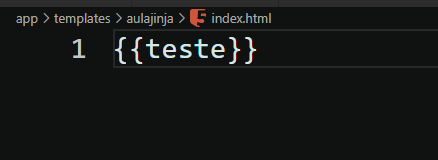 app > templates > aulajinja > index.html
1 {{teste}}